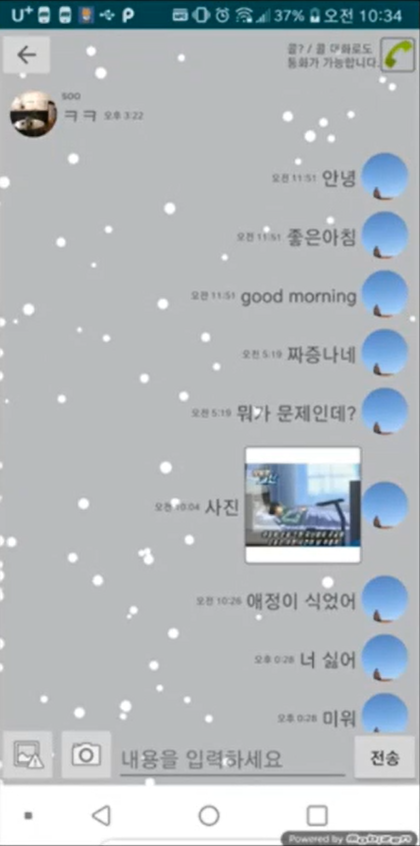 U⁺ 37% 오전 10:34
콜? / 콜 대화로도
통화가 가능합니다.
soo
ㅋㅋ 오후 3:22
오전 11:51 안녕
오전 11:51 좋은아침
오전 11:51 good morning
오전 5:19 짜증나네
오전 5:19 뭐가 문제인데?
10:04 사진
오전 10:26 애정이 식었어
오후 0:28 너 싫어
오후 0:28 미워
내용을 입력하세요
전송
Powered by